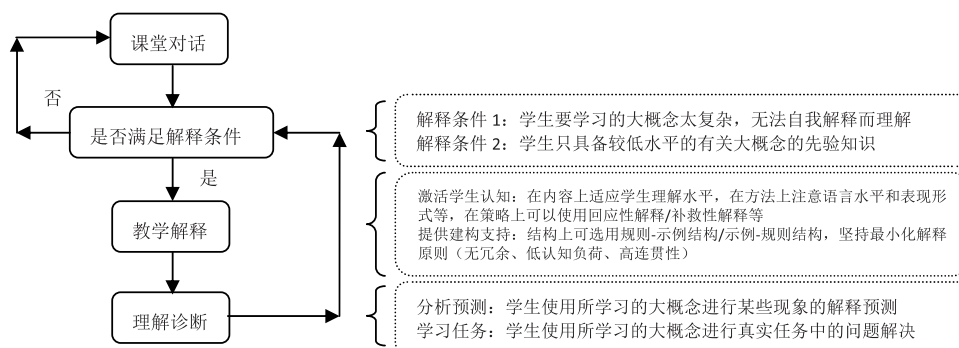 课堂对话
否
是否满足解释条件
解释条件 1：学生要学习的大概念太复杂，无法自我解释而理解
解释条件 2：学生只具备较低水平的有关大概念的先验知识
是
教学解释
激活学生认知：在内容上适应学生理解水平，在方法上注意语言水平和表现形
式等，在策略上可以使用回应性解释/补救性解释等
提供建构支持：结构上可选用规则-示例结构/示例-规则结构，坚持最小化解释
原则（无冗余、低认知负荷、高连贯性）
理解诊断
分析预测：学生使用所学习的大概念进行某些现象的解释预测
学习任务：学生使用所学习的大概念进行真实任务中的问题解决